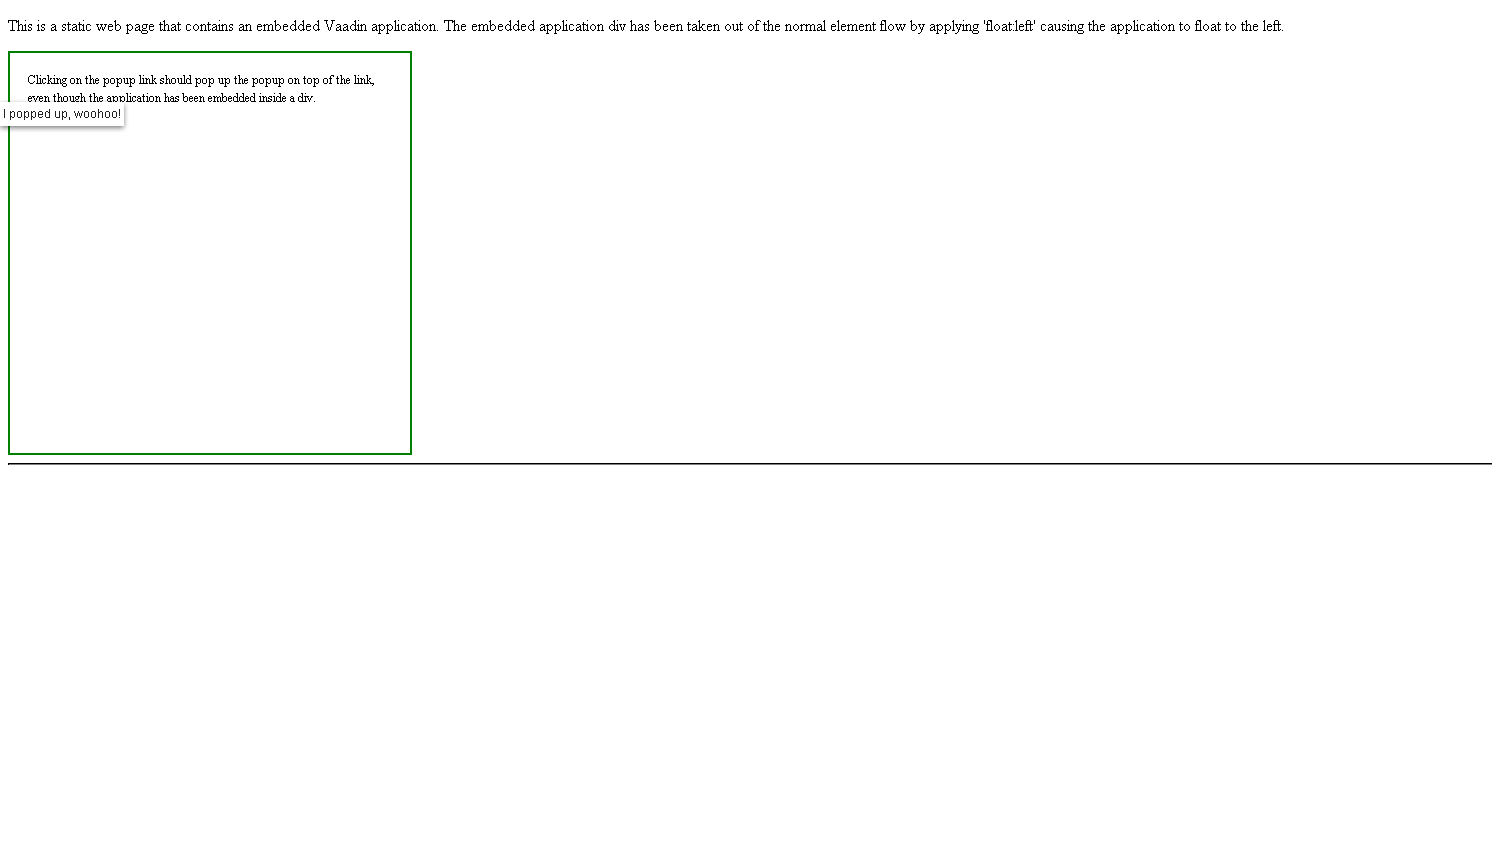 This is a static web page that contains an embedded Vaadin application. The embedded application div has been taken out of the normal element flow by applying 'float:left' causing the application to float to the left.
Clicking on the popup link should pop up the popup on top of the link,
even though the application has been embedded inside a div.
I popped up, woohoo!